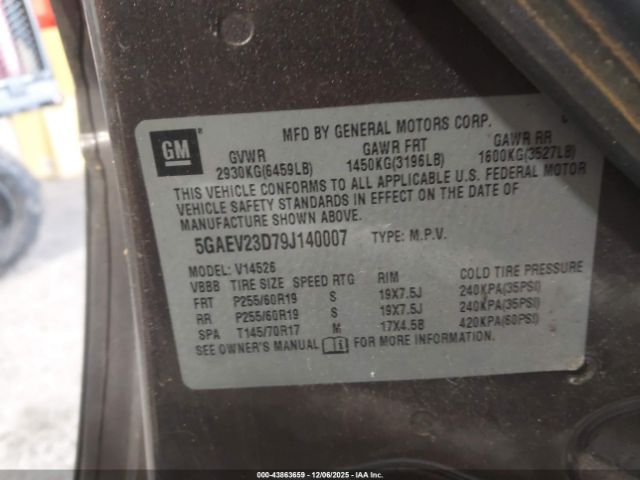 MFD BY GENERAL MOTORS CORP.
GM
GVWR GAWR FRT GAWR RR
2930KG(6459LB) 1450KG(3196LB) 1600KG(3527LB)
THIS VEHICLE CONFORMS TO ALL APPLICABLE U.S. FEDERAL MOTOR
VEHICLE SAFETY STANDARDS IN EFFECT ON THE DATE OF
MANUFACTURE SHOWN ABOVE.
5GAEV23D79J140007 TYPE: M.P.V.
MODEL: V14526
VBBB TIRE SIZE SPEED RTG RIM COLD TIRE PRESSURE
FRT P255/60R19 S 19X7.5J 240KPA(35PSI)
RR P255/60R19 S 19X7.5J 240KPA(35PSI)
SPA T145/70R17 M 17X4.5B 420KPA(60PSI)
SEE OWNER'S MANUAL FOR MORE INFORMATION.
STOCK: 43863659 | 12/06/2025 | IAA, Inc.